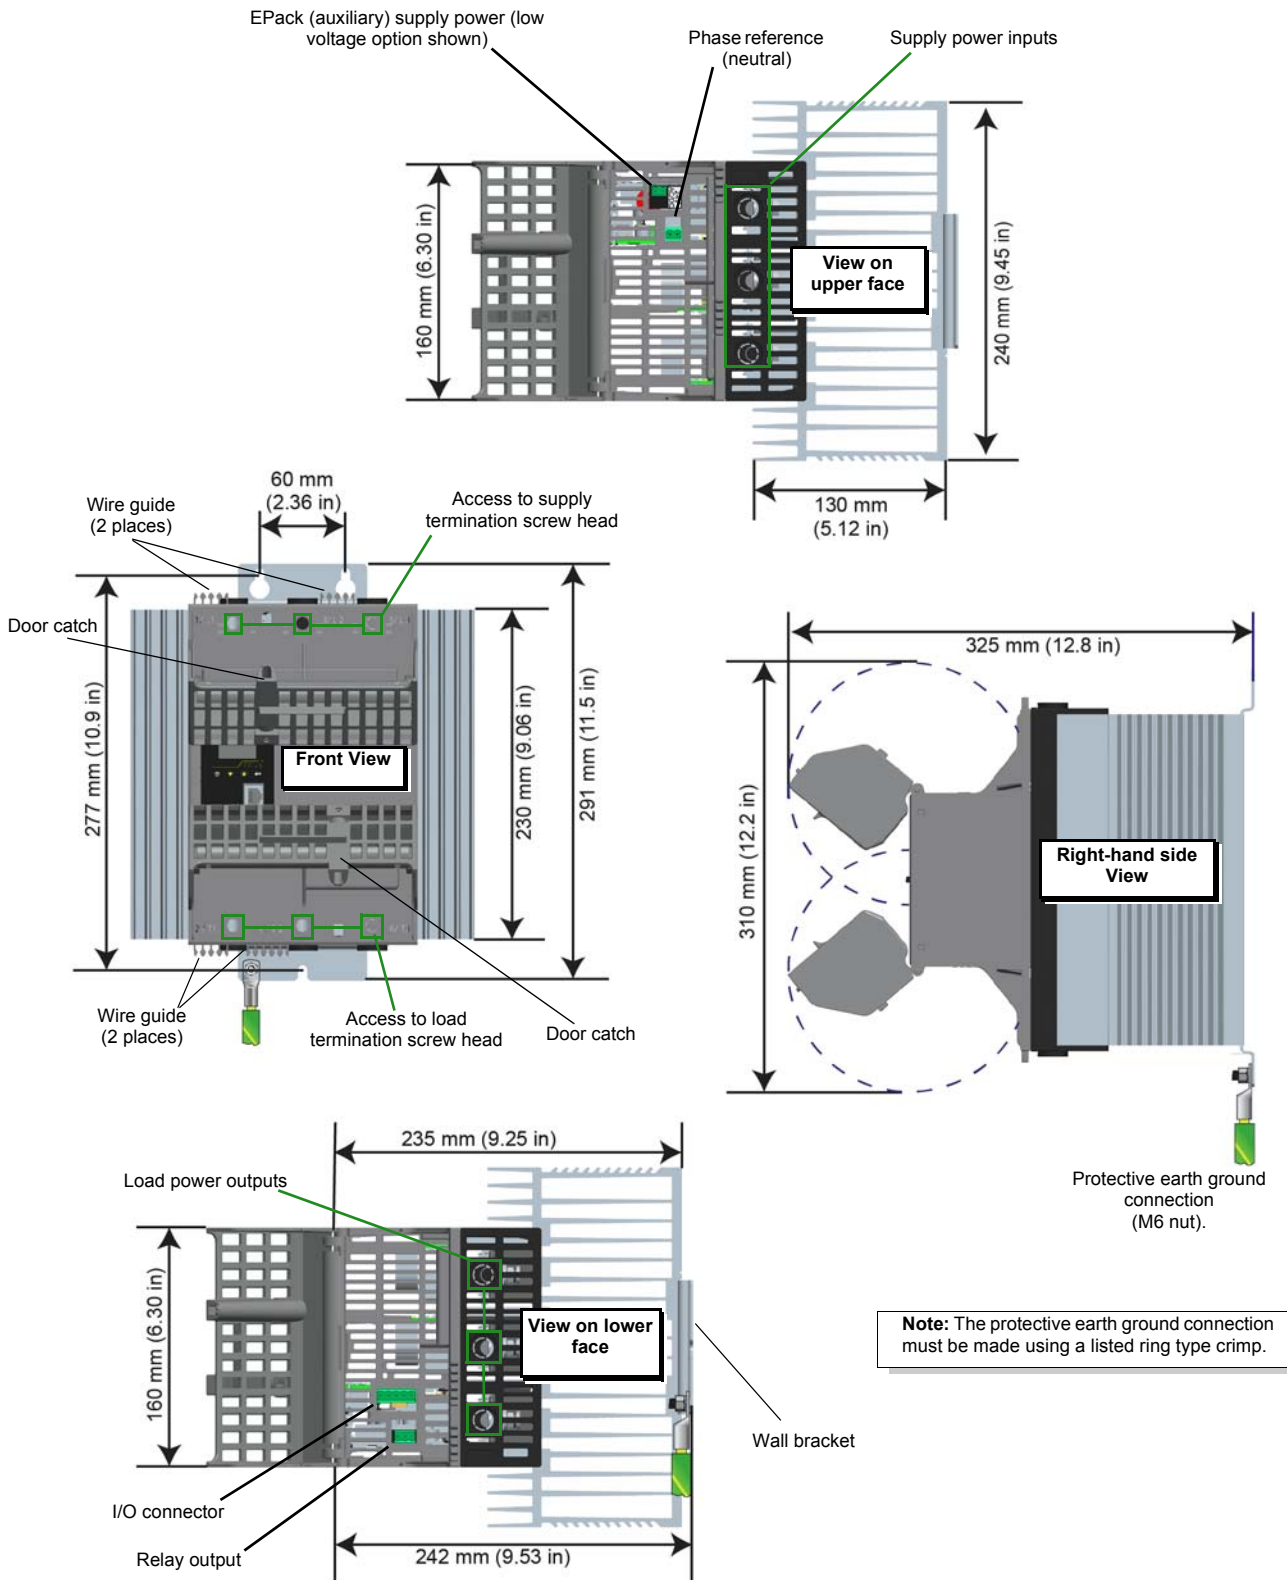 EPack (auxiliary) supply power (low
voltage option shown)
Phase reference
(neutral)
Supply power inputs
160 mm (6.30 in)
View on
upper face
240 mm (9.45 in)
130 mm
(5.12 in)
60 mm
(2.36 in)
Wire guide
(2 places)
Access to supply
termination screw head
Door catch
277 mm (10.9 in)
Front View
230 mm (9.06 in)
291 mm (11.5 in)
Wire guide
(2 places)
Access to load
termination screw head
Door catch
325 mm (12.8 in)
310 mm (12.2 in)
Right-hand side
View
Protective earth ground
connection
(M6 nut).
235 mm (9.25 in)
Load power outputs
160 mm (6.30 in)
View on lower
face
Note: The protective earth ground connection
must be made using a listed ring type crimp.
Wall bracket
I/O connector
Relay output
242 mm (9.53 in)